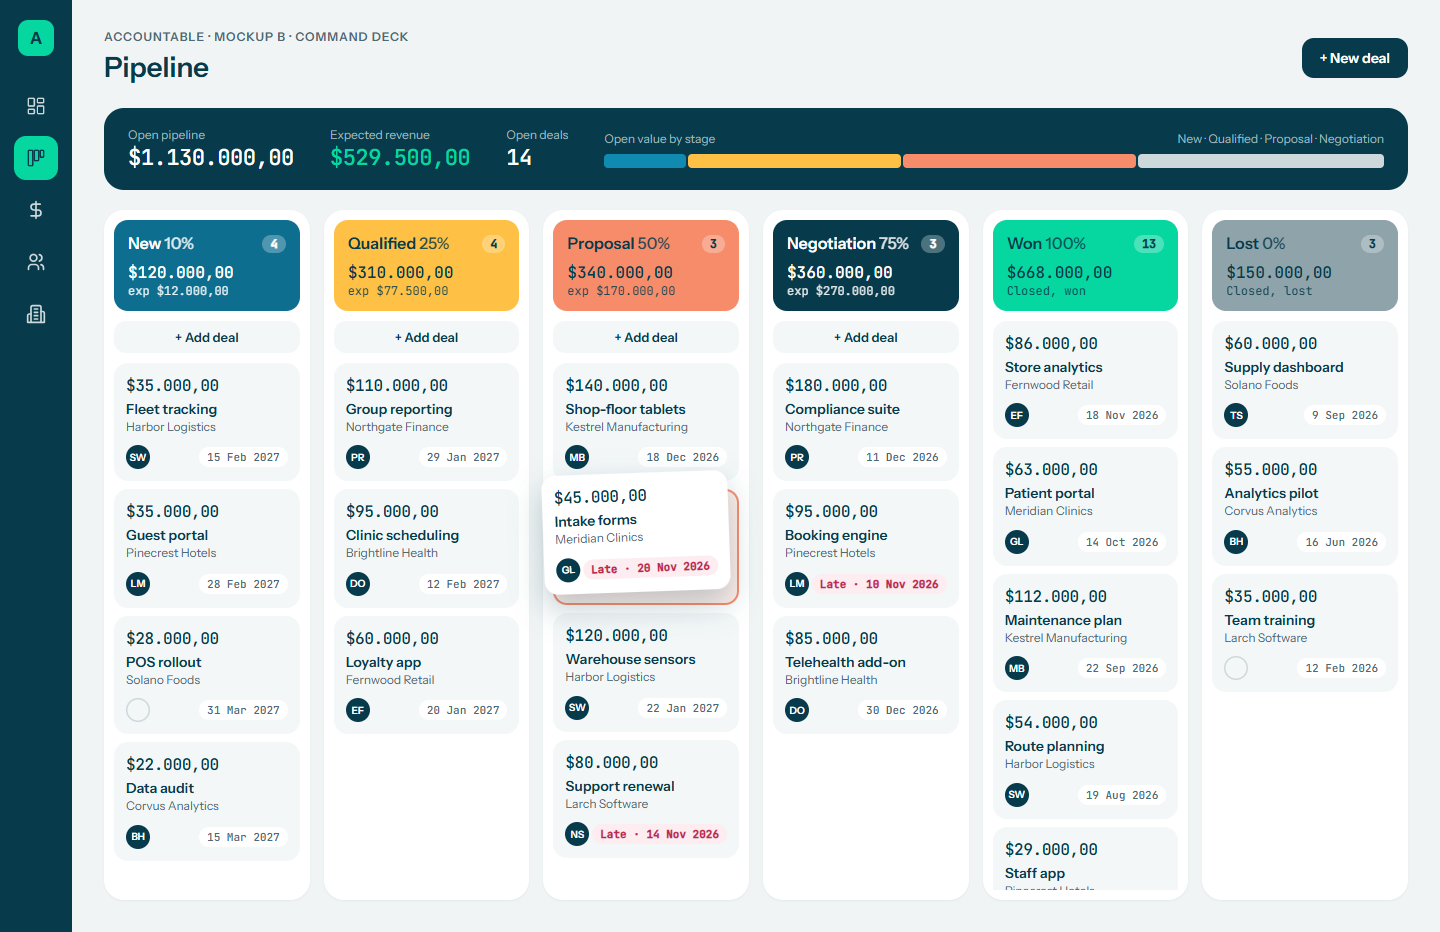 A
ACCOUNTABLE · MOCKUP B · COMMAND DECK
Pipeline
+ New deal
Open pipeline
$1.130.000,00
Expected revenue
$529.500,00
Open deals
14
Open value by stage
New · Qualified · Proposal · Negotiation
New 10%
4
$120.000,00
exp $12.000,00
+ Add deal
$35.000,00
Fleet tracking
Harbor Logistics
SW
15 Feb 2027
$35.000,00
Guest portal
Pinecrest Hotels
LM
28 Feb 2027
$28.000,00
POS rollout
Solano Foods
31 Mar 2027
$22.000,00
Data audit
Corvus Analytics
BH
15 Mar 2027
Qualified 25%
4
$310.000,00
exp $77.500,00
+ Add deal
$110.000,00
Group reporting
Northgate Finance
PR
29 Jan 2027
$95.000,00
Clinic scheduling
Brightline Health
DO
12 Feb 2027
$60.000,00
Loyalty app
Fernwood Retail
EF
20 Jan 2027
Proposal 50%
3
$340.000,00
exp $170.000,00
+ Add deal
$140.000,00
Shop-floor tablets
Kestrel Manufacturing
MB
18 Dec 2026
$45.000,00
Intake forms
Meridian Clinics
GL
Late · 20 Nov 2026
$120.000,00
Warehouse sensors
Harbor Logistics
SW
22 Jan 2027
$80.000,00
Support renewal
Larch Software
NS
Late · 14 Nov 2026
Negotiation 75%
3
$360.000,00
exp $270.000,00
+ Add deal
$180.000,00
Compliance suite
Northgate Finance
PR
11 Dec 2026
$95.000,00
Booking engine
Pinecrest Hotels
LM
Late · 10 Nov 2026
$85.000,00
Telehealth add-on
Brightline Health
DO
30 Dec 2026
Won 100%
13
$668.000,00
Closed, won
$86.000,00
Store analytics
Fernwood Retail
EF
18 Nov 2026
$63.000,00
Patient portal
Meridian Clinics
GL
14 Oct 2026
$112.000,00
Maintenance plan
Kestrel Manufacturing
MB
22 Sep 2026
$54.000,00
Route planning
Harbor Logistics
SW
19 Aug 2026
$29.000,00
Staff app
Pinecrest Hotels
Lost 0%
3
$150.000,00
Closed, lost
$60.000,00
Supply dashboard
Solano Foods
TS
9 Sep 2026
$55.000,00
Analytics pilot
Corvus Analytics
BH
16 Jun 2026
$35.000,00
Team training
Larch Software
12 Feb 2026